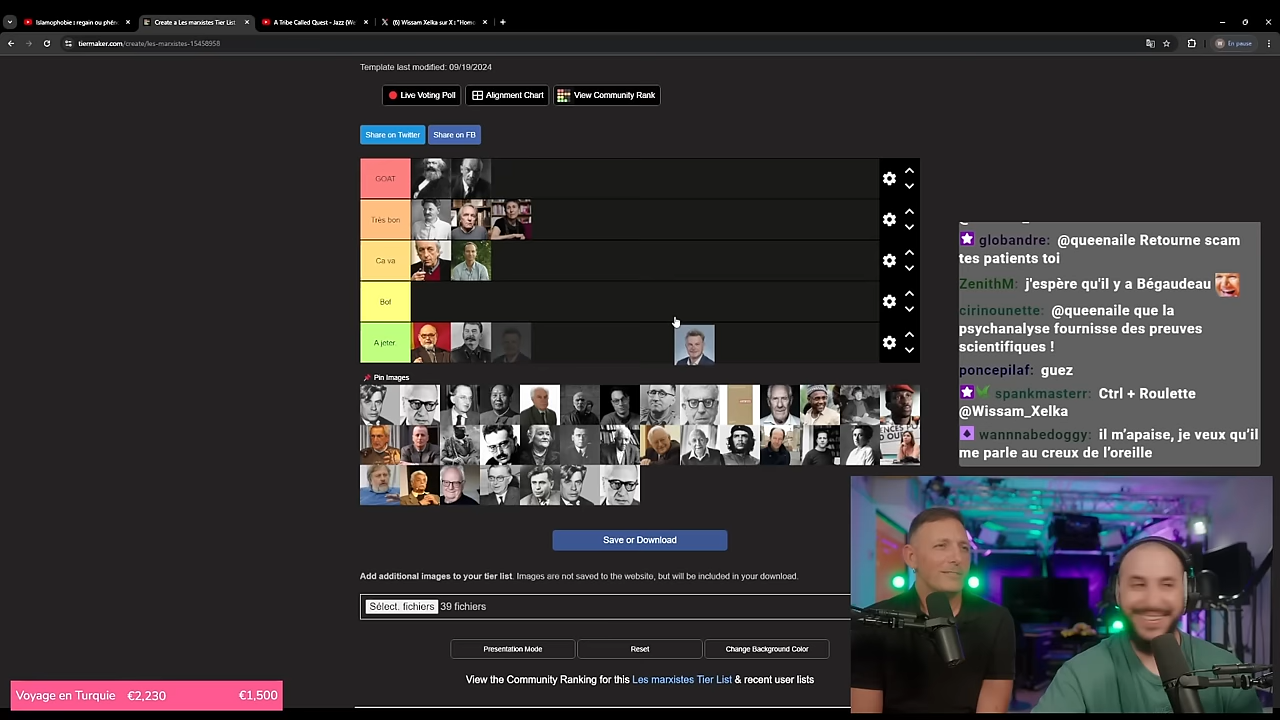 Islamophobie : regain ou phén
Create a Les marxistes Tier List
A Tribe Called Quest - Jazz (We
(6) Wissam Xelka sur X : "Hom
tiermaker.com/create/les-marxistes-15458958
En pause
Template last modified: 09/19/2024
Live Voting Poll
Alignment Chart
View Community Rank
Share on Twitter
Share on FB
GOAT
Très bon
Ca va
Bof
A jeter
Pin Images
Save or Download
Add additional images to your tier list. Images are not saved to the website, but will be included in your download.
Sélect. fichiers 39 fichiers
Presentation Mode
Reset
Change Background Color
View the Community Ranking for this Les marxistes Tier List & recent user lists
globandre: @queenaile Retourne scam
tes patients toi
ZenithM: j'espère qu'il y a Bégaudeau
cirinounette: @queenaile que la
psychanalyse fournisse des preuves
scientifiques !
poncepilaf: guez
spankmasterr: Ctrl + Roulette
@Wissam_Xelka
wannnabedoggy: il m'apaise, je veux qu'il
me parle au creux de l'oreille
Voyage en Turquie €2,230 €1,500